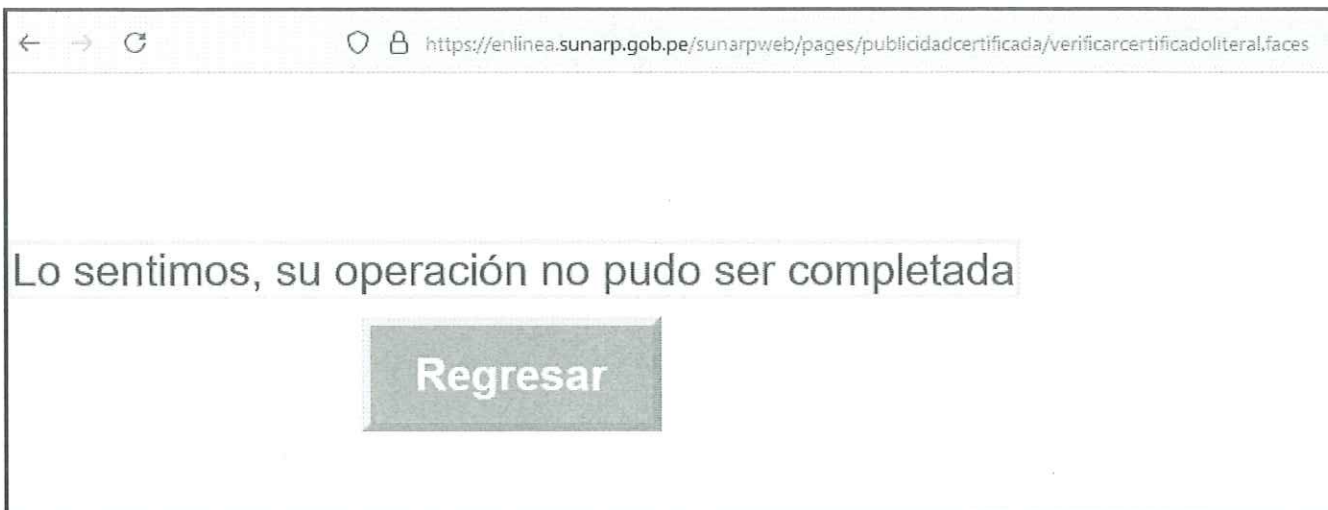 https://enlinea.sunarp.gob.pe/sunarpweb/pages/publicidadcertificada/verificarcertificadoliteral.faces
Lo sentimos, su operación no pudo ser completada
Regresar